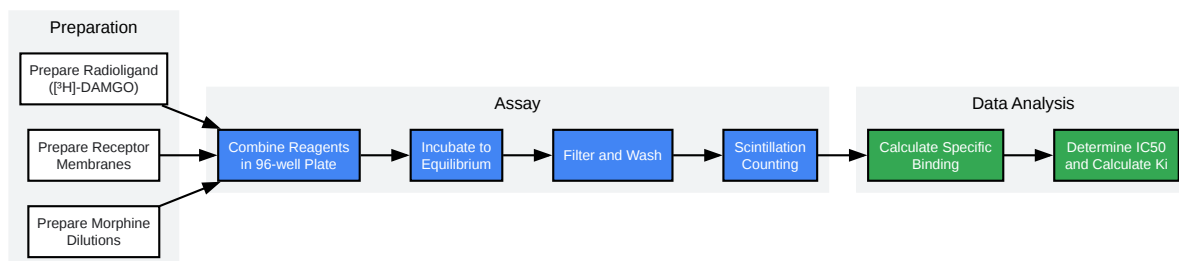 Preparation
Prepare Radioligand
([³H]-DAMGO)
Prepare Receptor
Membranes
Prepare Morphine
Dilutions
Assay
Combine Reagents
in 96-well Plate
Incubate to
Equilibrium
Filter and Wash
Scintillation
Counting
Data Analysis
Calculate Specific
Binding
Determine IC50
and Calculate Ki